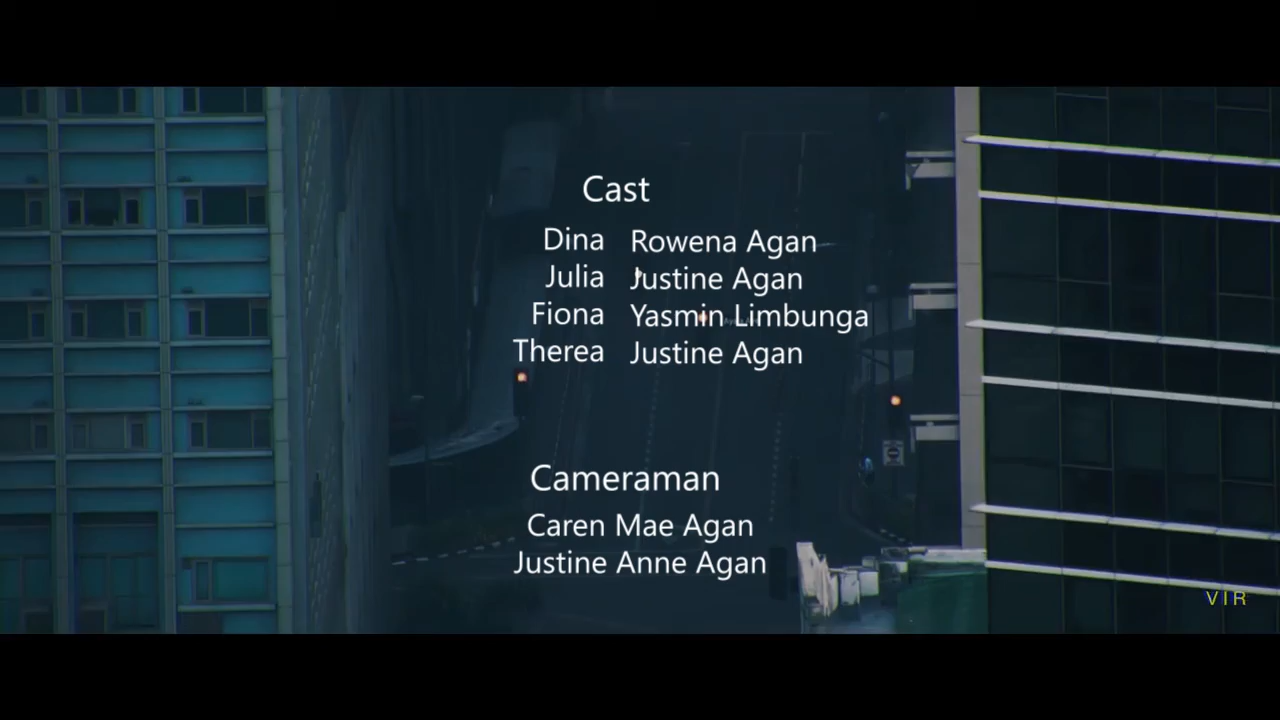 Cast
Dina Rowena Agan
Julia Justine Agan
Fiona Yasmin Limbunga
Therea Justine Agan
Cameraman
Caren Mae Agan
Justine Anne Agan
VIR